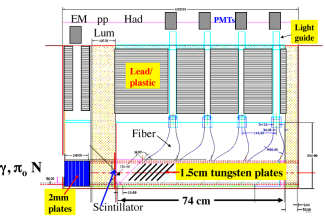 EM pp Had PMTs
Lum
Light
guide
Lead/
plastic
Fiber
γ, π₀ N
1.5cm tungsten plates
2mm
plates
Scintillator
74 cm